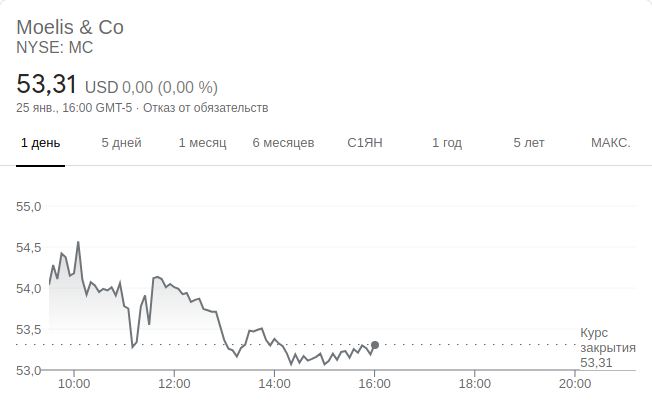 Moelis & Co
NYSE: MC
53,31 USD 0,00 (0,00 %)
25 янв., 16:00 GMT-5 · Отказ от обязательств
1 день 5 дней 1 месяц 6 месяцев С1ЯН 1 год 5 лет МАКС.
55,0
54,5
54,0
53,5
53,0
Курс
закрытия
53,31
10:00 12:00 14:00 16:00 18:00 20:00